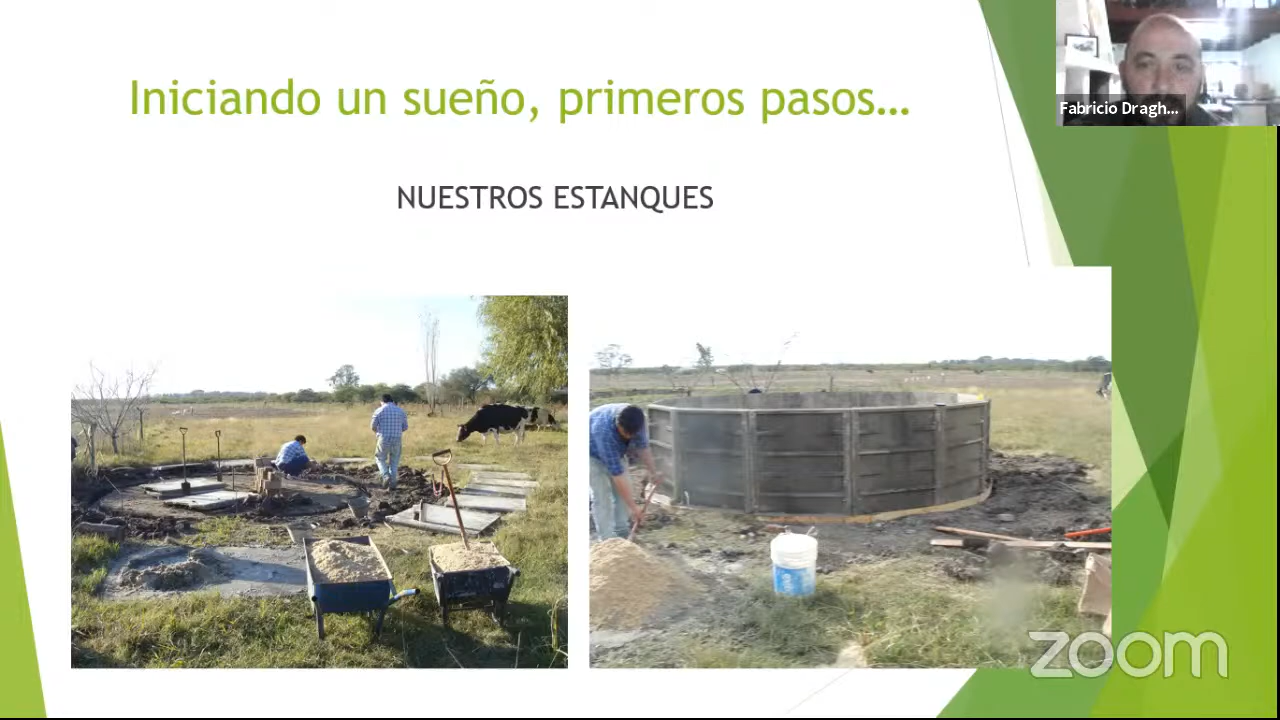 Iniciando un sueño, primeros pasos…
Fabricio Dragh...
NUESTROS ESTANQUES
zoom